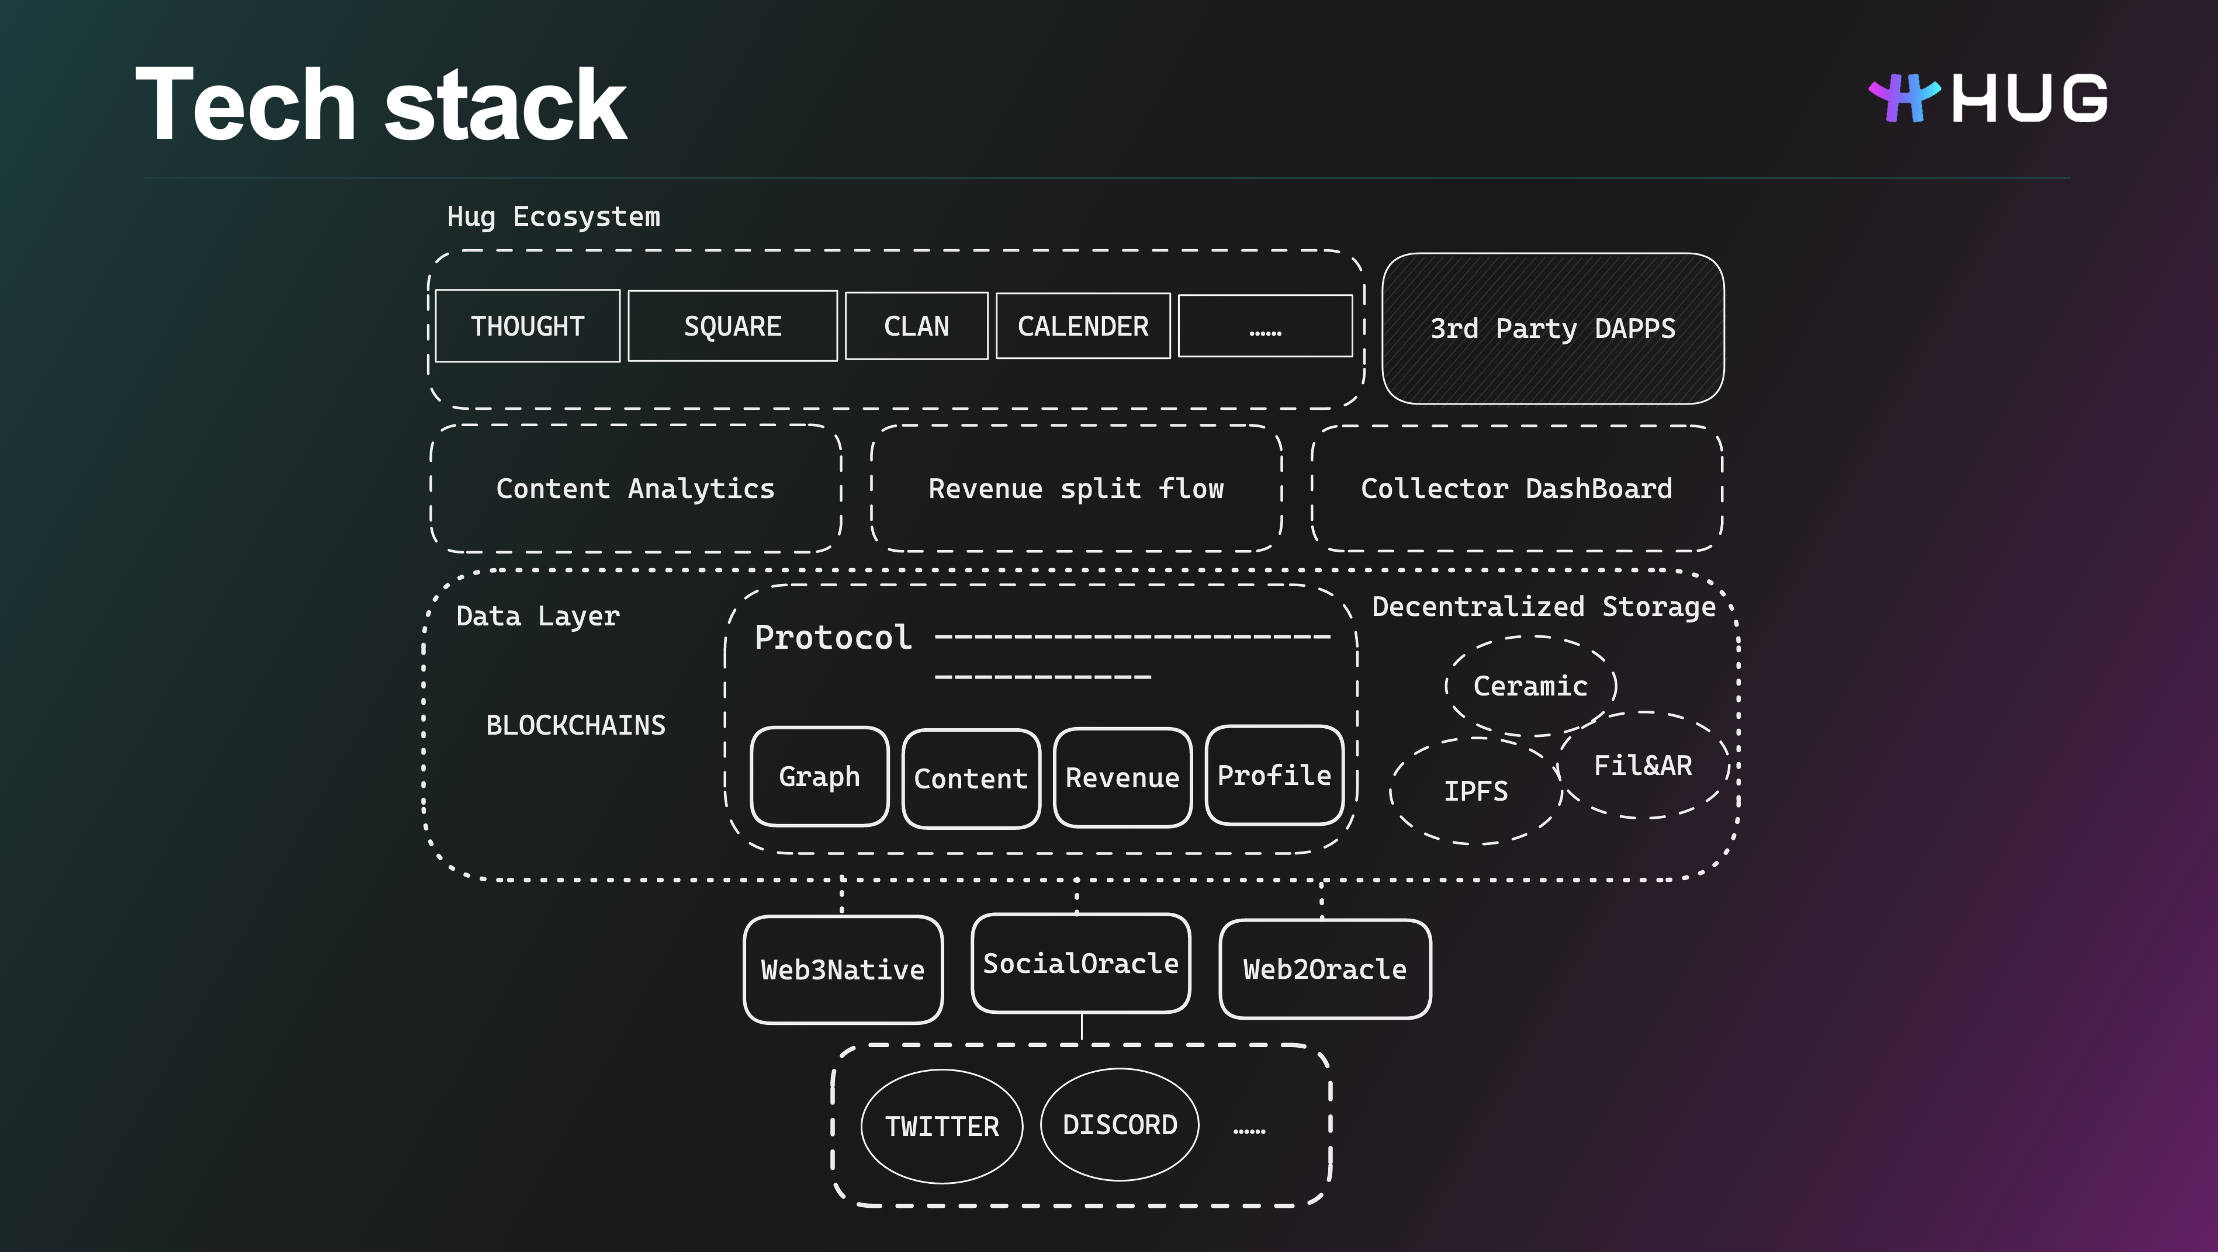 Tech stack
HUG
Hug Ecosystem
THOUGHT
SQUARE
CLAN
CALENDER
......
3rd Party DAPPS
Content Analytics
Revenue split flow
Collector DashBoard
Data Layer
BLOCKCHAINS
Protocol --------------------
-----------
Graph
Content
Revenue
Profile
Decentralized Storage
Ceramic
Fil&AR
IPFS
Web3Native
SocialOracle
Web2Oracle
TWITTER
DISCORD
......